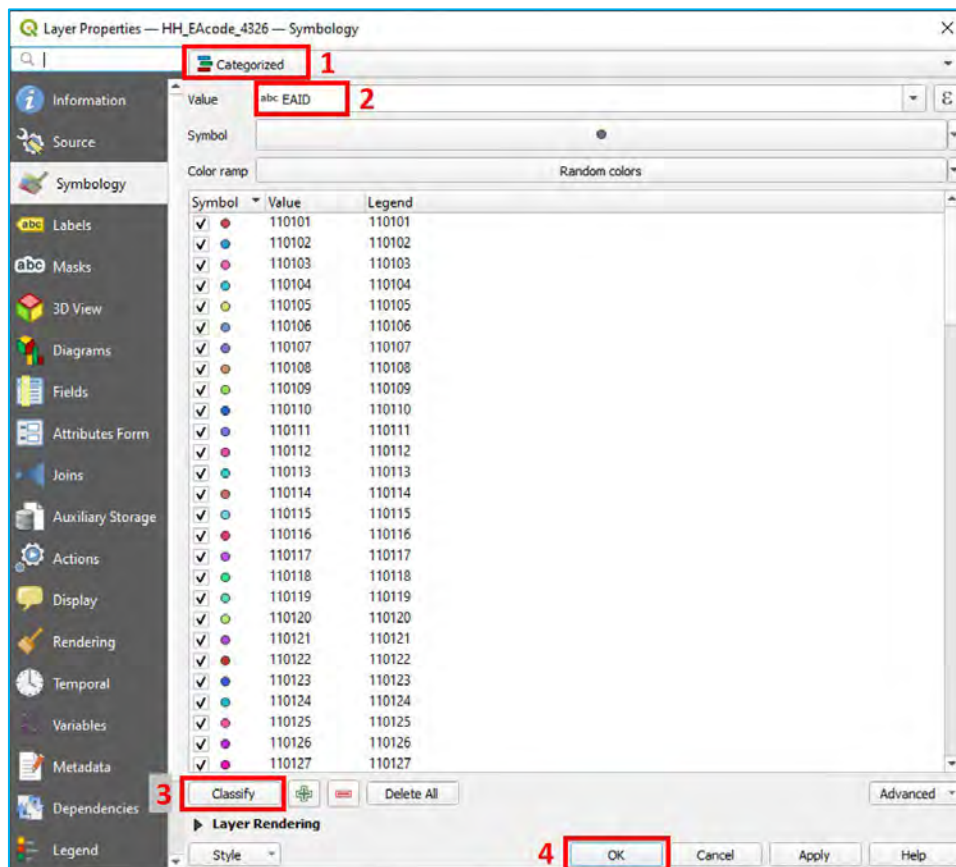 Layer Properties — HH_EAcode_4326 — Symbology
Categorized 1
Information
Value abc EAID 2 ε
Source
Symbol
Symbology
Color ramp Random colors
Symbol Value Legend
110101 110101
abc Labels
110102 110102
abc Masks
110103 110103
110104 110104
3D View
110105 110105
110106 110106
Diagrams
110107 110107
110108 110108
Fields
110109 110109
110110 110110
Attributes Form
110111 110111
110112 110112
Joins
110113 110113
110114 110114
Auxiliary Storage
110115 110115
110116 110116
Actions
110117 110117
110118 110118
Display
110119 110119
110120 110120
Rendering
110121 110121
110122 110122
Temporal
110123 110123
110124 110124
Variables
110125 110125
110126 110126
Metadata
110127 110127
3 Classify Delete All Advanced
Dependencies
Layer Rendering
Legend
Style 4 OK Cancel Apply Help